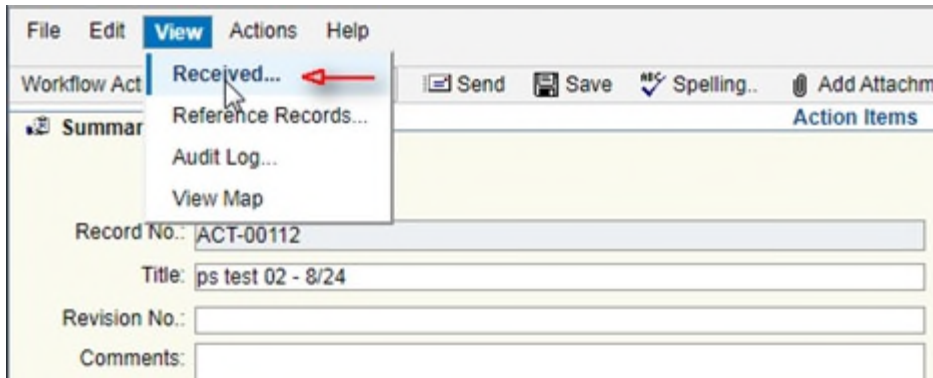 File Edit View Actions Help
Workflow Act Send Save Spelling.. Add Attachm
Received...
Reference Records...
Audit Log...
View Map
Summar Action Items
Record No.: ACT-00112
Title: ps test 02 - 8/24
Revision No.:
Comments: